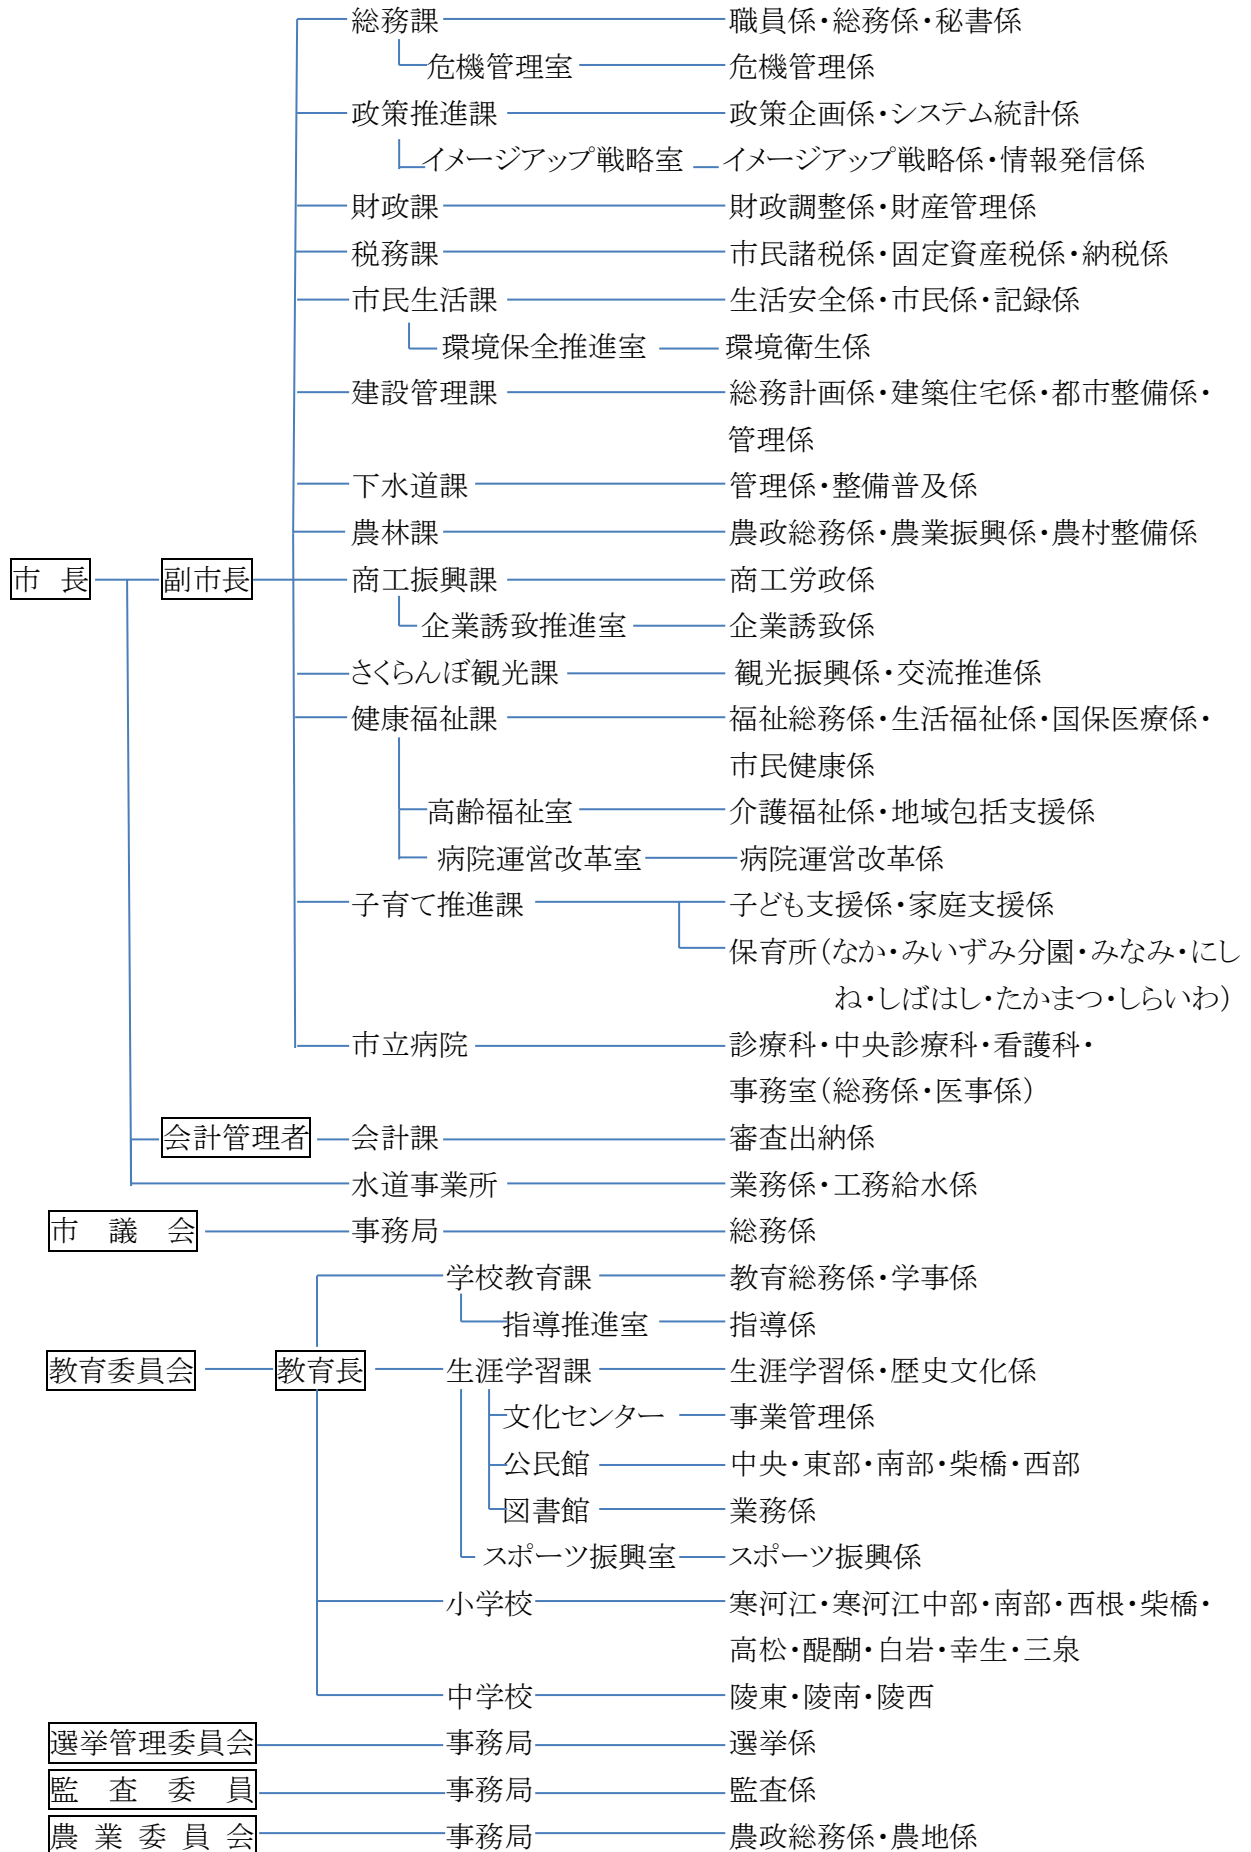 総務課 職員係・総務係・秘書係
危機管理室 危機管理係
政策推進課 政策企画係・システム統計係
イメージアップ戦略室 イメージアップ戦略係・情報発信係
財政課 財政調整係・財産管理係
税務課 市民諸税係・固定資産税係・納税係
市民生活課 生活安全係・市民係・記録係
環境保全推進室 環境衛生係
建設管理課 総務計画係・建築住宅係・都市整備係・
管理係
下水道課 管理係・整備普及係
農林課 農政総務係・農業振興係・農村整備係
市 長 副市長 商工振興課 商工労政係
企業誘致推進室 企業誘致係
さくらんぼ観光課 観光振興係・交流推進係
健康福祉課 福祉総務係・生活福祉係・国保医療係・
市民健康係
高齢福祉室 介護福祉係・地域包括支援係
病院運営改革室 病院運営改革係
子育て推進課 子ども支援係・家庭支援係
保育所(なか・みいずみ分園・みなみ・にし
ね・しばはし・たかまつ・しらいわ)
市立病院 診療科・中央診療科・看護科・
事務室(総務係・医事係)
会計管理者 会計課 審査出納係
水道事業所 業務係・工務給水係
市 議 会 事務局 総務係
学校教育課 教育総務係・学事係
指導推進室 指導係
教育委員会 教育長 生涯学習課 生涯学習係・歴史文化係
文化センター 事業管理係
公民館 中央・東部・南部・柴橋・西部
図書館 業務係
スポーツ振興室 スポーツ振興係
小学校 寒河江・寒河江中部・南部・西根・柴橋・
高松・醍醐・白岩・幸生・三泉
中学校 陵東・陵南・陵西
選挙管理委員会 事務局 選挙係
監 査 委 員 事務局 監査係
農 業 委 員 会 事務局 農政総務係・農地係